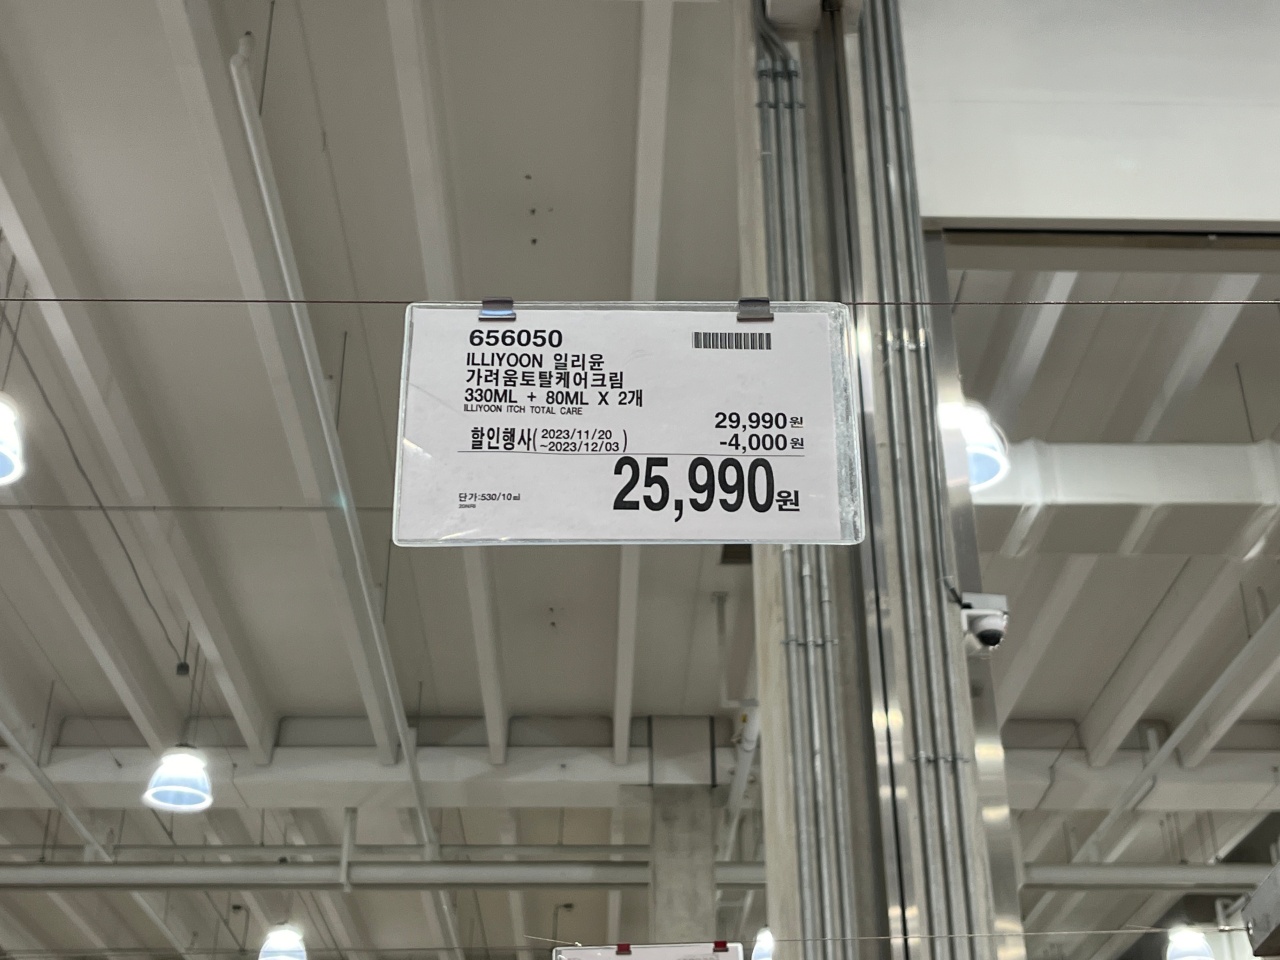 656050
ILLIYOON 일리윤
가려움토탈케어크림
330ML + 80ML X 2개
ILLIYOON ITCH TOTAL CARE
29,990원
할인행사( 2023/11/20 ~2023/12/03 )
-4,000원
25,990원
단가:530/10㎖